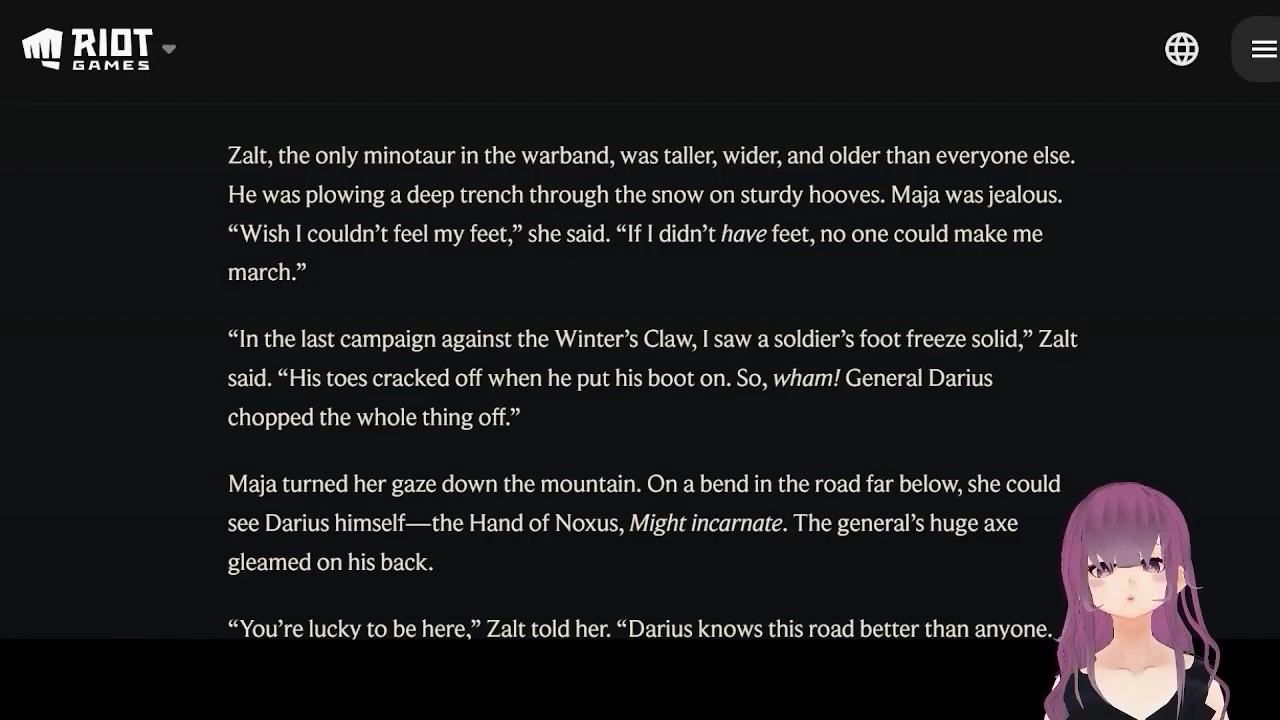 RIOT
GAMES
Zalt, the only minotaur in the warband, was taller, wider, and older than everyone else.
He was plowing a deep trench through the snow on sturdy hooves. Maja was jealous.
“Wish I couldn’t feel my feet,” she said. “If I didn’t have feet, no one could make me
march.”
“In the last campaign against the Winter’s Claw, I saw a soldier’s foot freeze solid,” Zalt
said. “His toes cracked off when he put his boot on. So, wham! General Darius
chopped the whole thing off.”
Maja turned her gaze down the mountain. On a bend in the road far below, she could
see Darius himself—the Hand of Noxus, Might incarnate. The general’s huge axe
gleamed on his back.
“You’re lucky to be here,” Zalt told her. “Darius knows this road better than anyone.